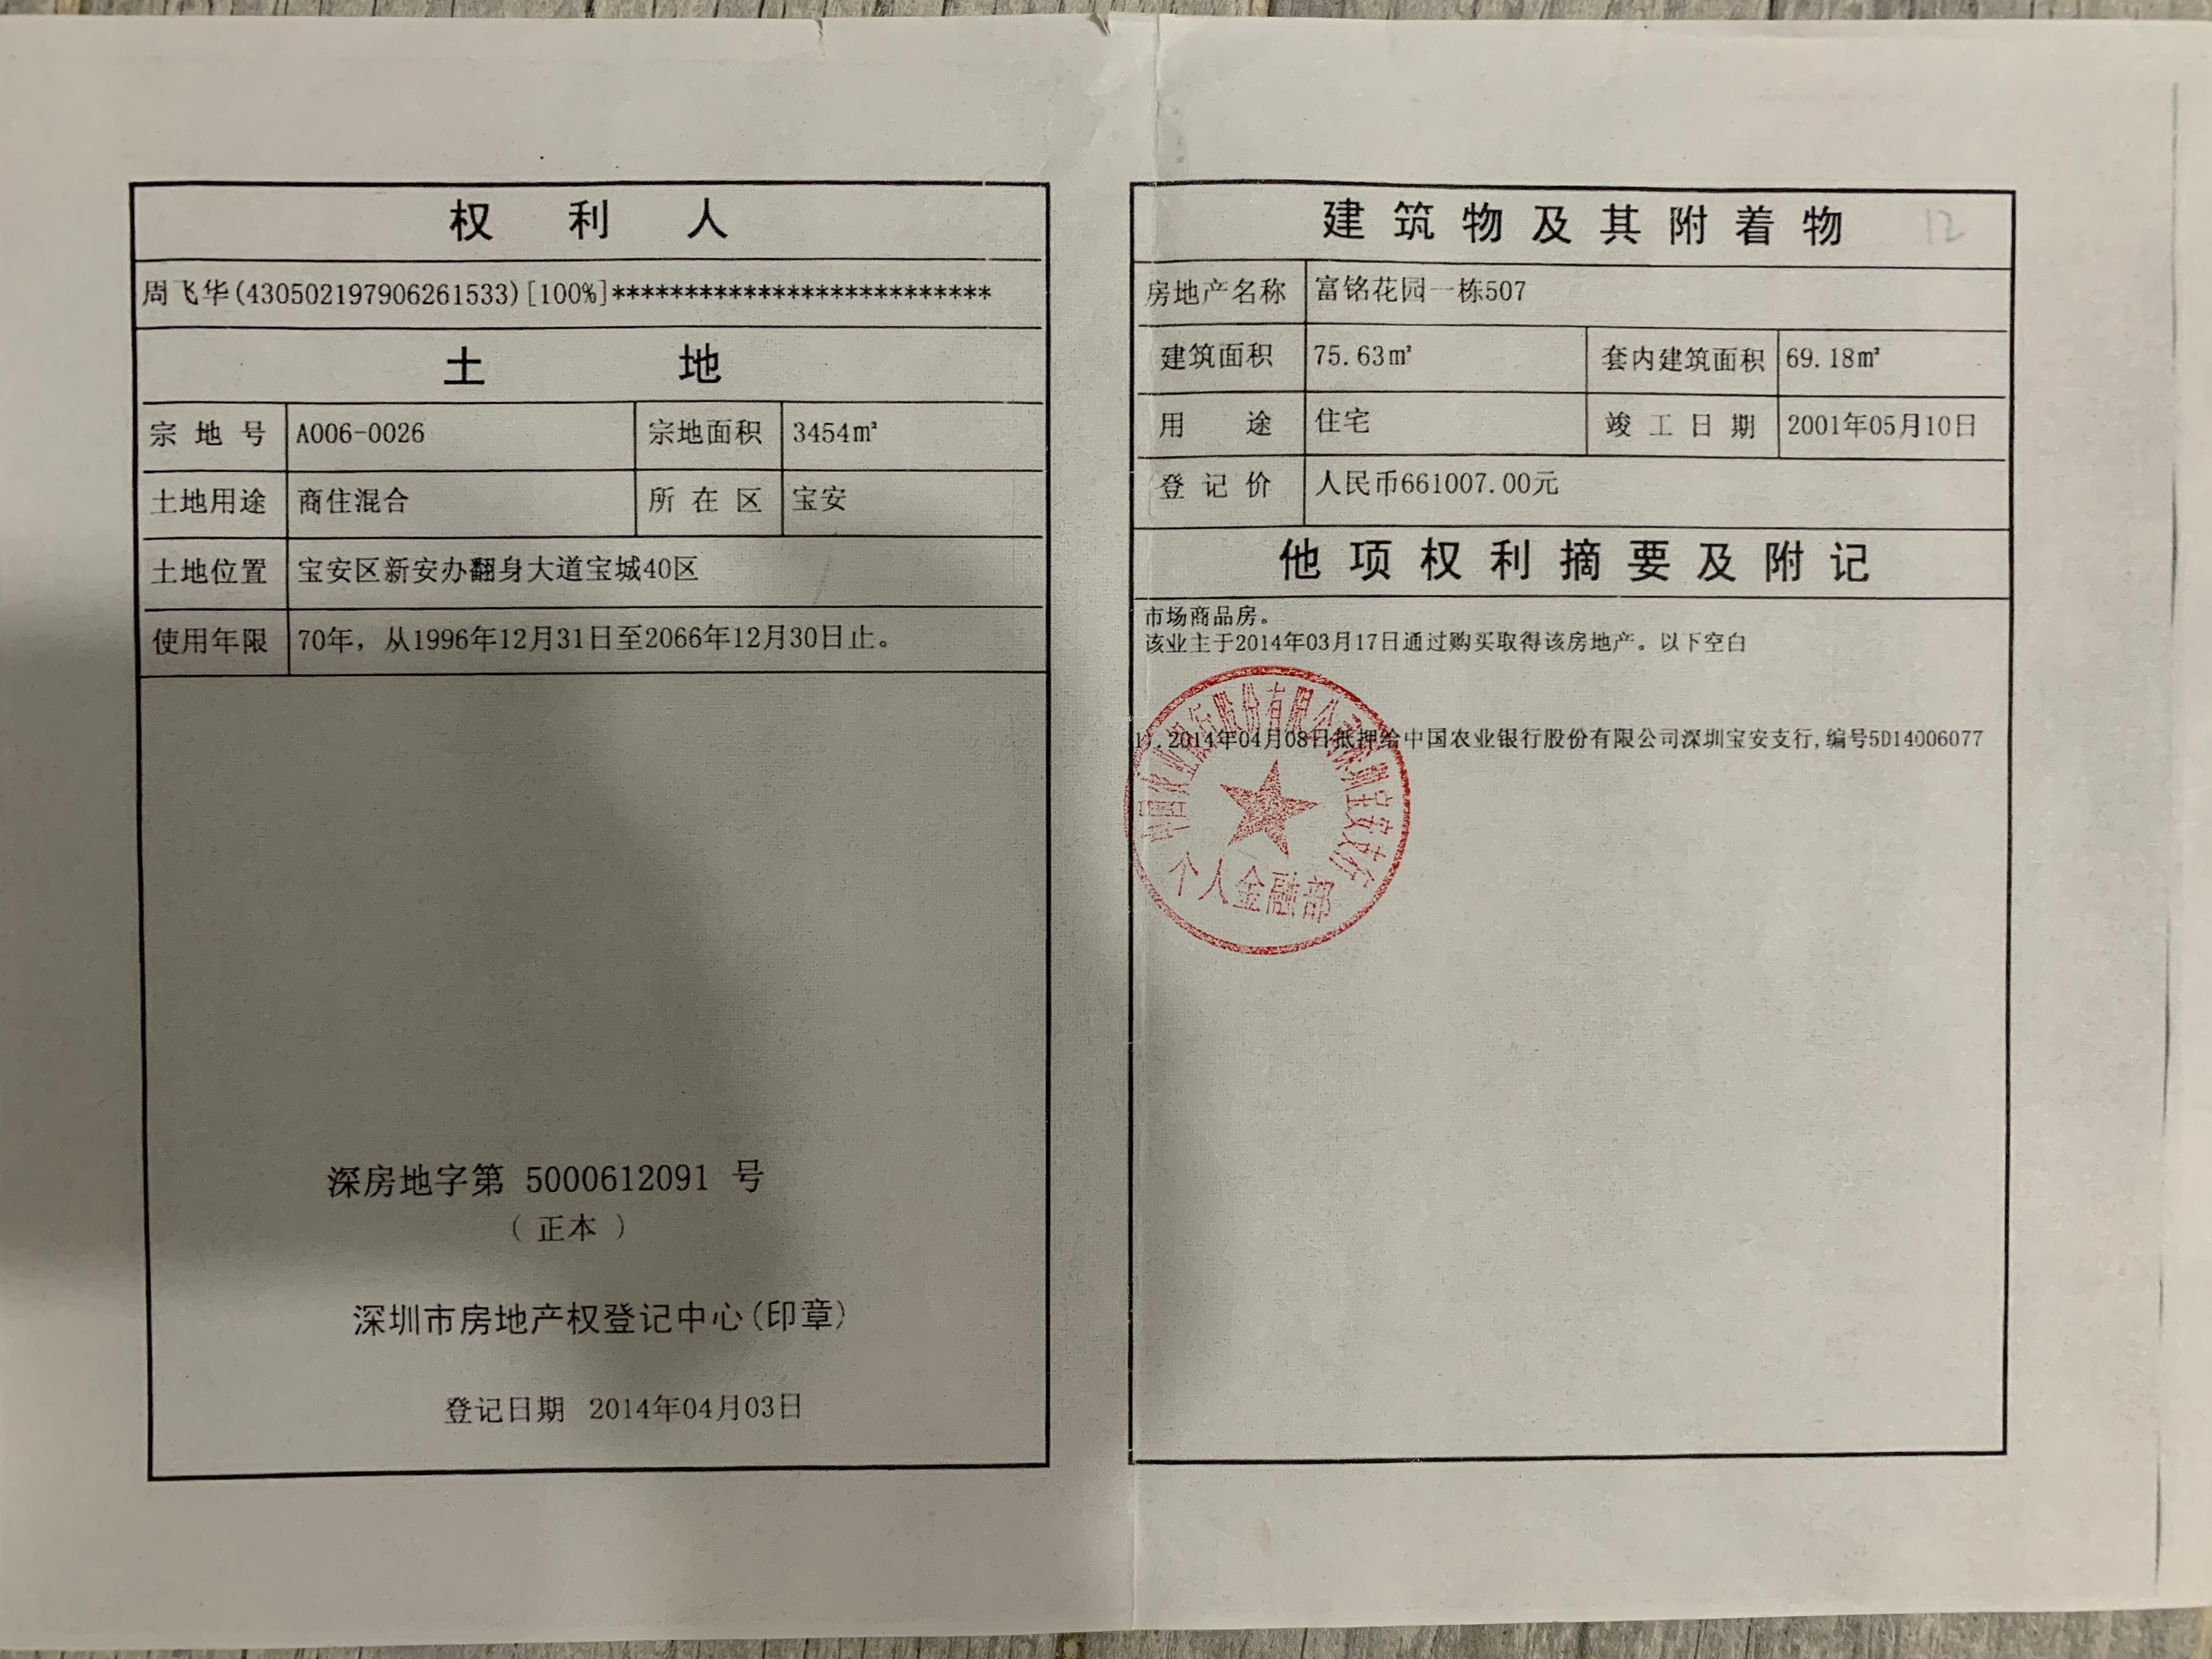 权 利 人
周飞华(430502197906261533)[100%]**************************
土 地
宗 地 号 A006-0026 宗地面积 3454㎡
土地用途 商住混合 所 在 区 宝安
土地位置 宝安区新安办翻身大道宝城40区
使用年限 70年，从1996年12月31日至2066年12月30日止。
深房地字第 5000612091 号
（ 正本 ）
深圳市房地产权登记中心(印章)
登记日期 2014年04月03日
建 筑 物 及 其 附 着 物 12
房地产名称 富铭花园一栋507
建筑面积 75.63㎡ 套内建筑面积 69.18㎡
用 途 住宅 竣 工 日 期 2001年05月10日
登 记 价 人民币661007.00元
他 项 权 利 摘 要 及 附 记
市场商品房。
该业主于2014年03月17日通过购买取得该房地产。以下空白
1).2014年04月08日抵押给中国农业银行股份有限公司深圳宝安支行,编号5D14006077
中国农业银行股份有限公司深圳宝安支行
个人金融部